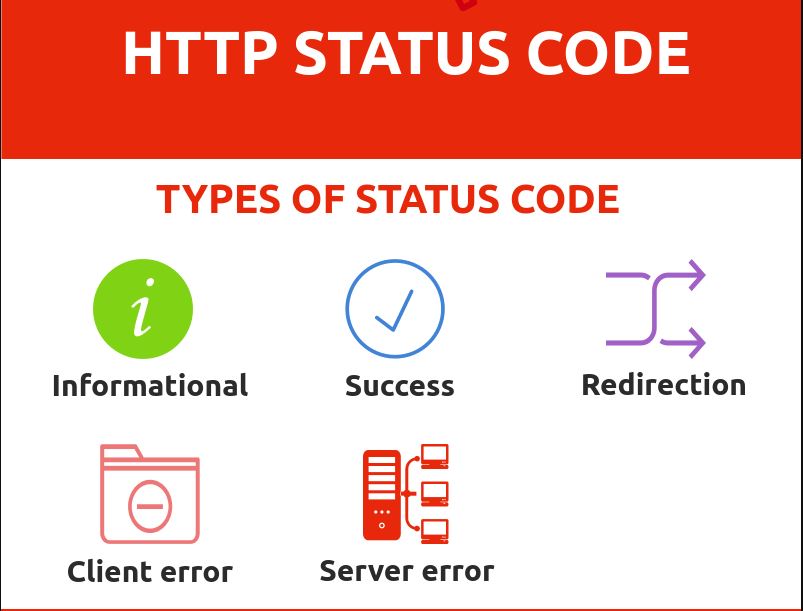 HTTP STATUS CODE
TYPES OF STATUS CODE
i
Informational
Success
Redirection
Client error
Server error